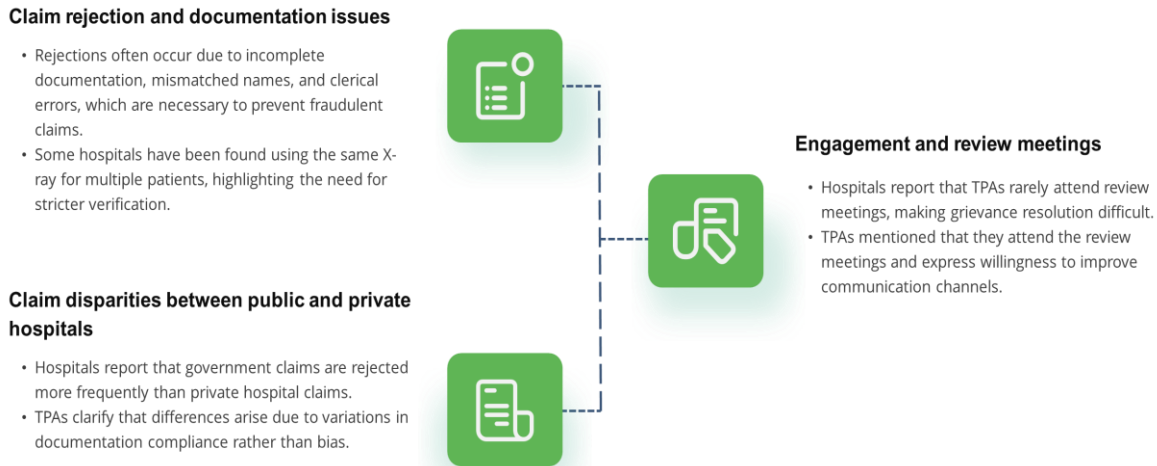 Claim rejection and documentation issues
• Rejections often occur due to incomplete
documentation, mismatched names, and clerical
errors, which are necessary to prevent fraudulent
claims.
• Some hospitals have been found using the same X-
ray for multiple patients, highlighting the need for
stricter verification.
Claim disparities between public and private
hospitals
• Hospitals report that government claims are rejected
more frequently than private hospital claims.
• TPAs clarify that differences arise due to variations in
documentation compliance rather than bias.
Engagement and review meetings
• Hospitals report that TPAs rarely attend review
meetings, making grievance resolution difficult.
• TPAs mentioned that they attend the review
meetings and express willingness to improve
communication channels.